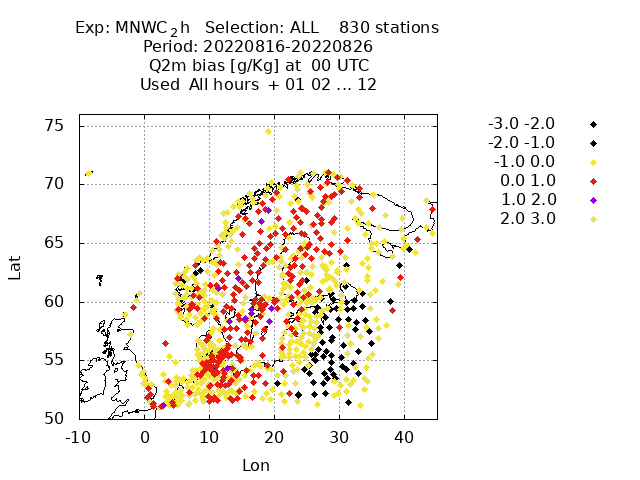 Exp: MNWC_2h   Selection: ALL    830 stations
Period: 20220816-20220826
Q2m bias [g/Kg] at  00 UTC
Used  All hours  + 01 02 ... 12
-3.0 -2.0
-2.0 -1.0
-1.0 0.0
0.0 1.0
1.0 2.0
2.0 3.0
75
70
65
60
55
50
Lat
-10 0 10 20 30 40
Lon